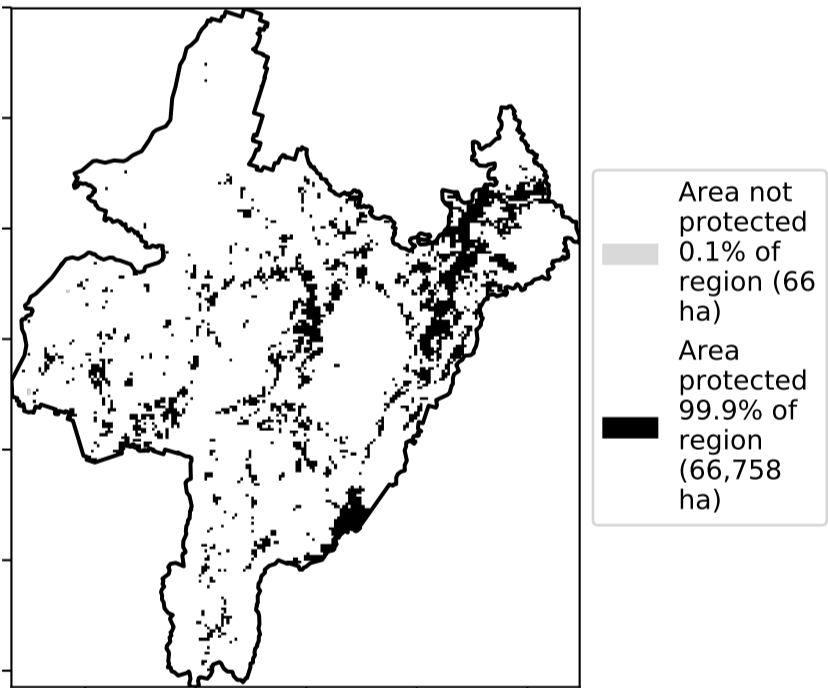 Area not
protected
0.1% of
region (66
ha)
Area
protected
99.9% of
region
(66,758
ha)